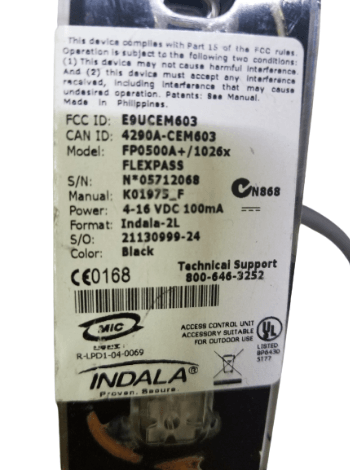 This device complies with Part 15 of the FCC rules
Operation is subject to the following two conditions:
(1) This device may not cause harmful interference
And (2) this device must accept any interference
received, including interference that may cause
undesired operation. Patents: See Manual.
Made in Philippines.
FCC ID: E9UCEM603
CAN ID: 4290A-CEM603
Model: FP0500A+/1026x
FLEXPASS
S/N: N°05712068
Manual: K01975_F
Power: 4-16 VDC 100mA
Format: Indala-2L
S/O: 21130999-24
Color: Black
N868
CE0168
Technical Support
800-646-3252
MIC
R-LPD1-04-0069
ACCESS CONTROL UNIT
ACCESSORY SUITABLE
FOR OUTDOOR USE
UL
LISTED
INDALA®
Proven. Secure.